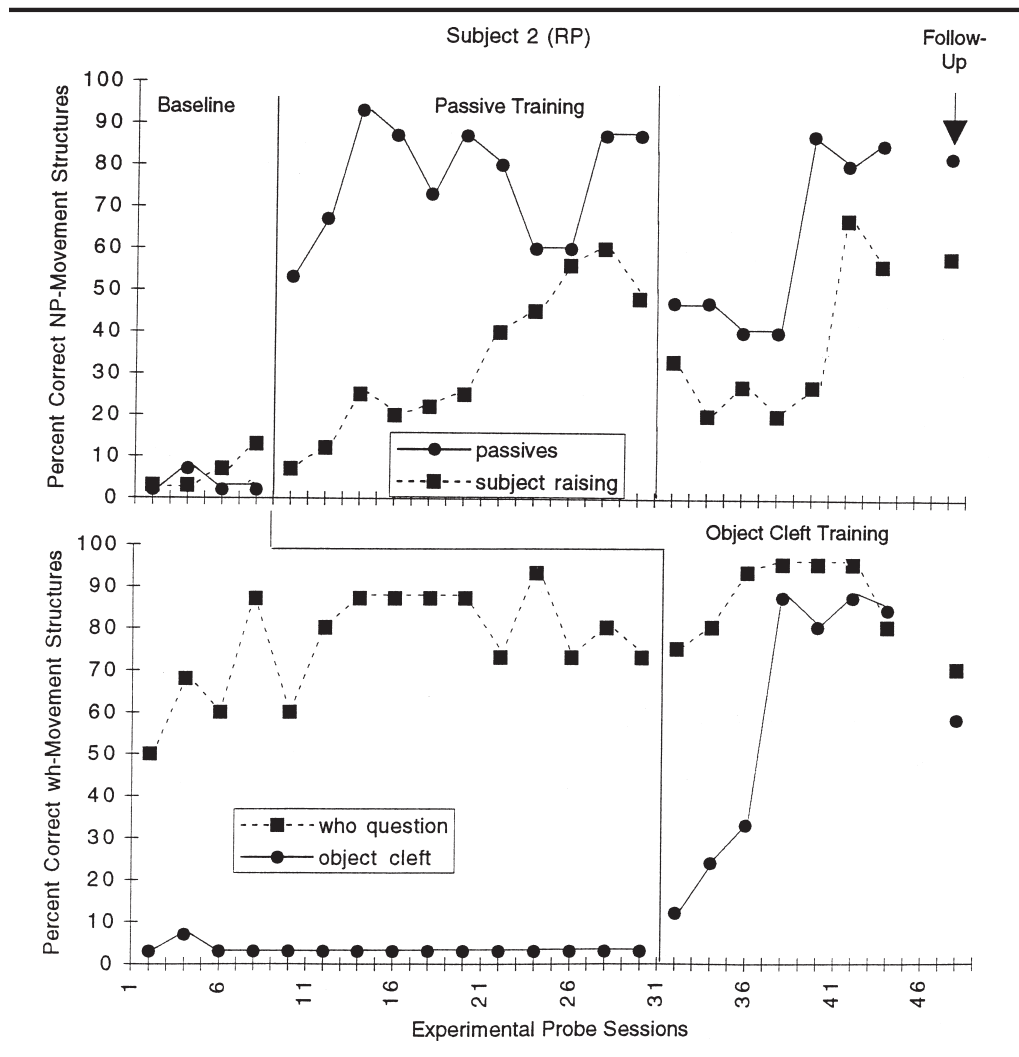 Subject 2 (RP)
Follow-
Up
Percent Correct NP-Movement Structures
100
90
80
70
60
50
40
30
20
10
0
Baseline
Passive Training
passives
subject raising
Percent Correct wh-Movement Structures
100
90
80
70
60
50
40
30
20
10
0
Object Cleft Training
who question
object cleft
1
6
11
16
21
26
31
36
41
46
Experimental Probe Sessions